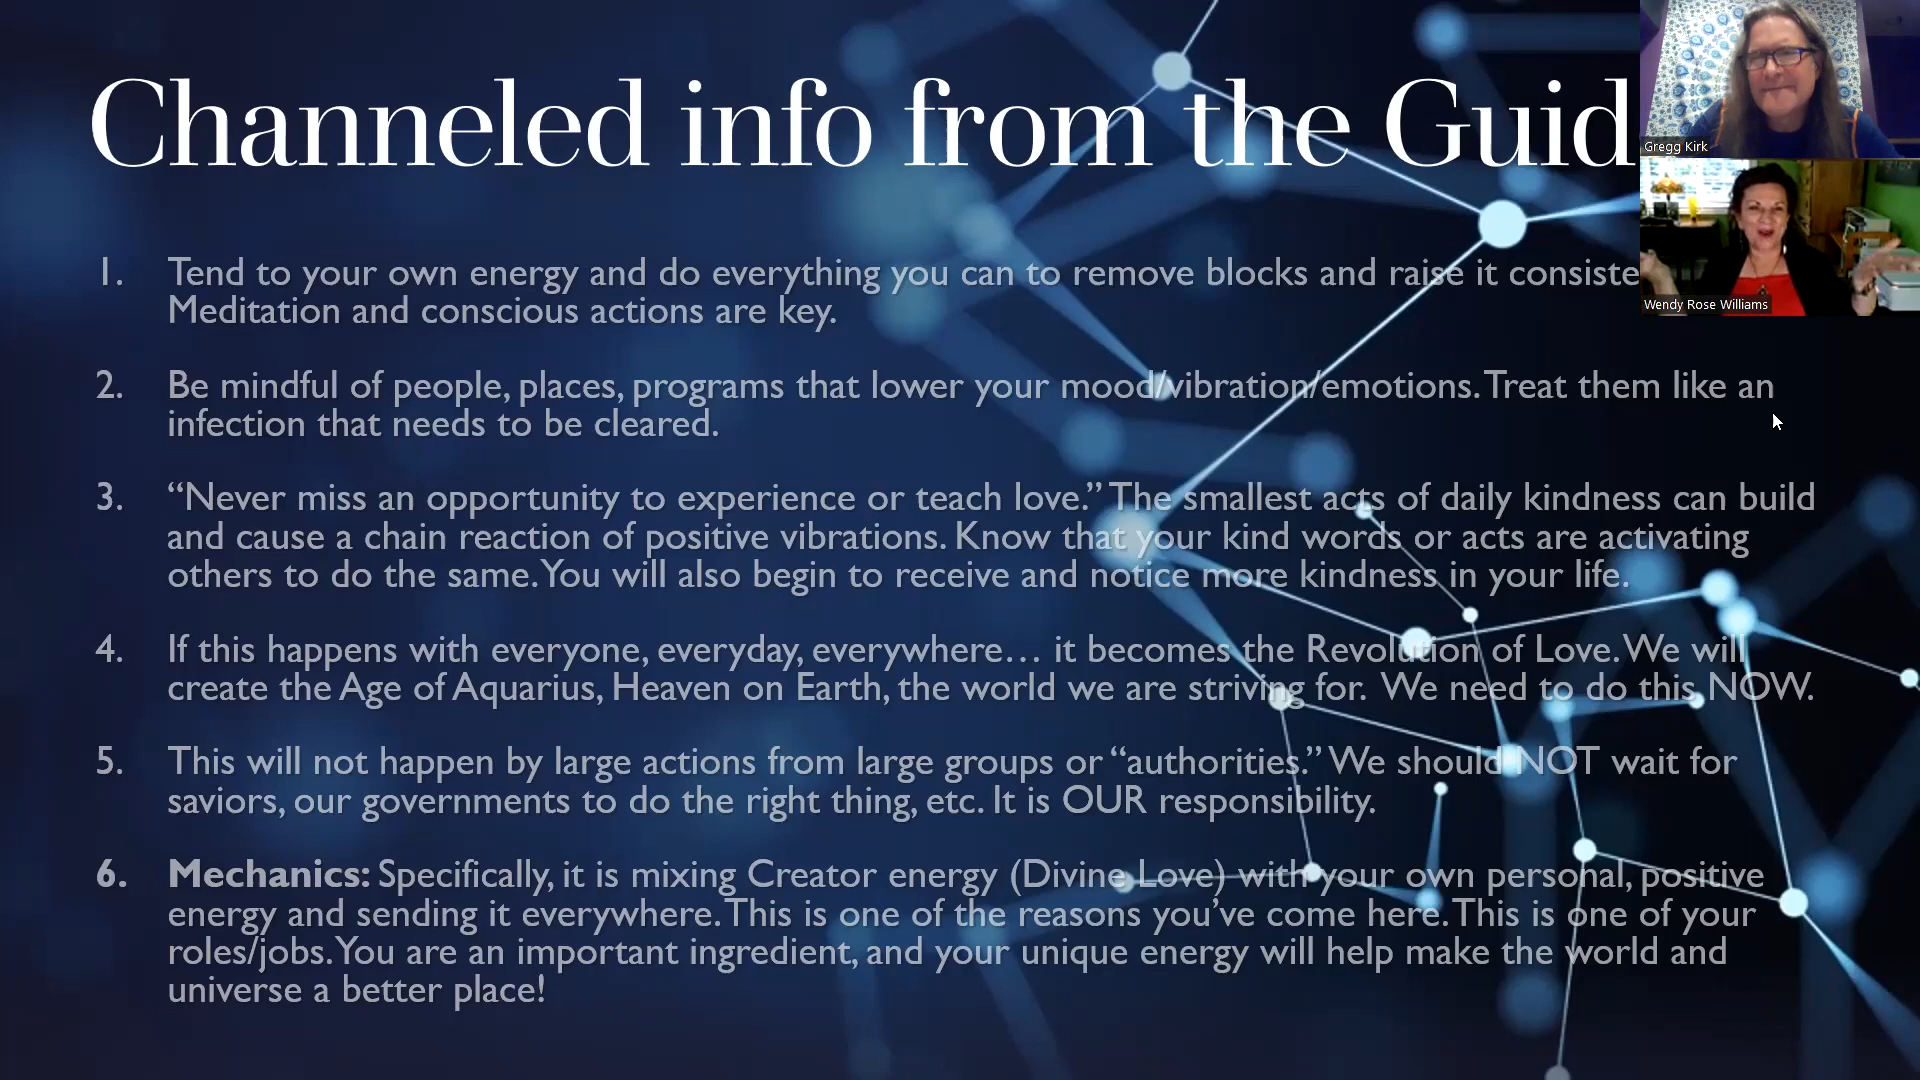 Channeled info from the Guid
1. Tend to your own energy and do everything you can to remove blocks and raise it consiste
Meditation and conscious actions are key.
2. Be mindful of people, places, programs that lower your mood/vibration/emotions. Treat them like an
infection that needs to be cleared.
3. “Never miss an opportunity to experience or teach love.” The smallest acts of daily kindness can build
and cause a chain reaction of positive vibrations. Know that your kind words or acts are activating
others to do the same. You will also begin to receive and notice more kindness in your life.
4. If this happens with everyone, everyday, everywhere… it becomes the Revolution of Love. We will
create the Age of Aquarius, Heaven on Earth, the world we are striving for. We need to do this NOW.
5. This will not happen by large actions from large groups or “authorities.” We should NOT wait for
saviors, our governments to do the right thing, etc. It is OUR responsibility.
6. Mechanics: Specifically, it is mixing Creator energy (Divine Love) with your own personal, positive
energy and sending it everywhere. This is one of the reasons you’ve come here. This is one of your
roles/jobs. You are an important ingredient, and your unique energy will help make the world and
universe a better place!
Gregg Kirk
Wendy Rose Williams